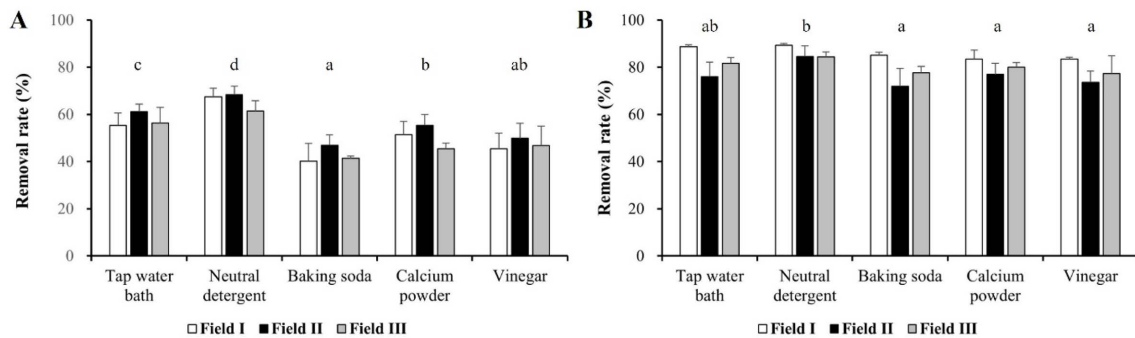 A
Removal rate (%)
100
80
60
40
20
0
c
d
a
b
ab
Tap water bath
Neutral detergent
Baking soda
Calcium powder
Vinegar
Field I
Field II
Field III
B
Removal rate (%)
100
80
60
40
20
0
ab
b
a
a
a
Tap water bath
Neutral detergent
Baking soda
Calcium powder
Vinegar
Field I
Field II
Field III